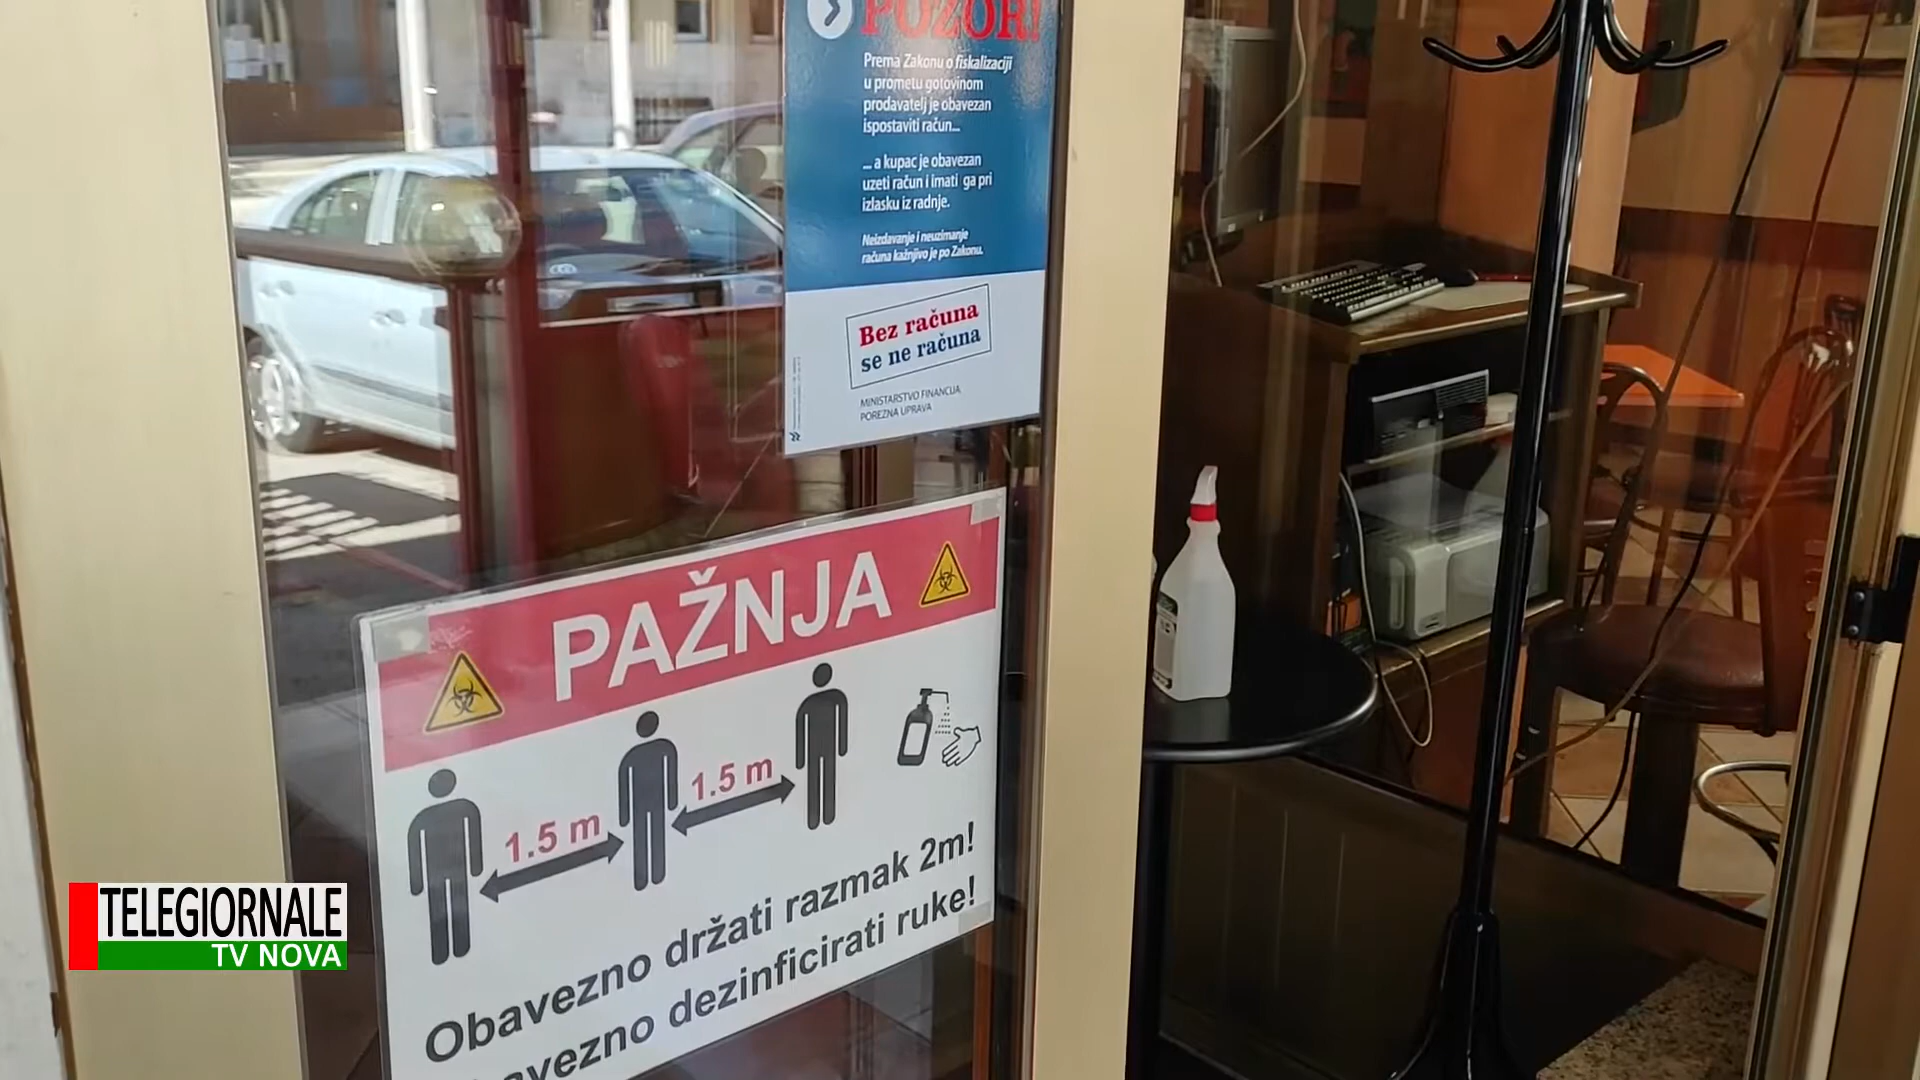 POZOR!
Prema Zakonu o fiskalizaciji
u prometu gotovinom
prodavatelj je obavezan
ispostaviti račun...
... a kupac je obavezan
uzeti račun i imati ga pri
izlasku iz radnje.
Neizdavanje i neuzimanje
računa kažnjivo je po Zakonu.
Bez računa
se ne računa
MINISTARSTVO FINANCIJA
POREZNA UPRAVA
PAŽNJA
1.5 m
1.5 m
Obavezno držati razmak 2m!
avezno dezinficirati ruke!
TELEGIORNALE
TV NOVA